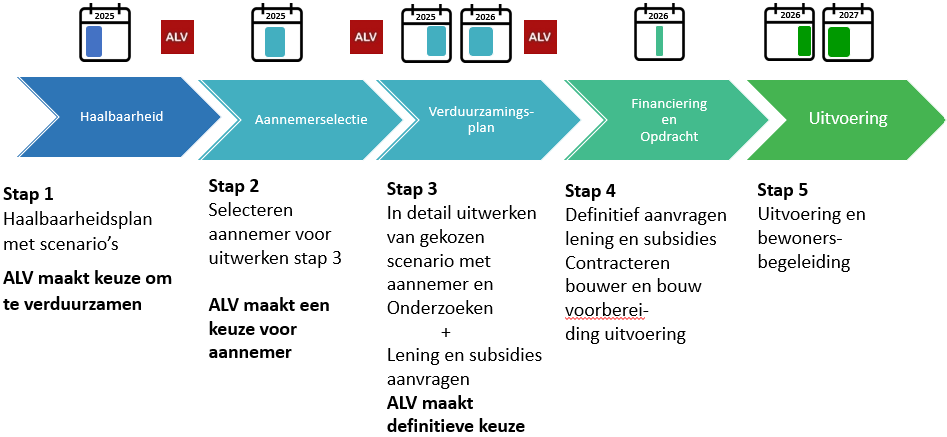 2025
ALV
2025
ALV
2025
2026
ALV
2026
2026
2027
Haalbaarheid
Aannemerselectie
Verduurzamings-
plan
Financiering
en
Opdracht
Uitvoering
Stap 1
Haalbaarheidsplan
met scenario’s
ALV maakt keuze om
te verduurzamen
Stap 2
Selecteren
aannemer voor
uitwerken stap 3
ALV maakt een
keuze voor
aannemer
Stap 3
In detail uitwerken
van gekozen
scenario met
aannemer en
Onderzoeken
+
Lening en subsidies
aanvragen
ALV maakt
definitieve keuze
Stap 4
Definitief aanvragen
lening en subsidies
Contracteren
bouwer en bouw
voorberei-
ding uitvoering
Stap 5
Uitvoering en
bewoners-
begeleiding